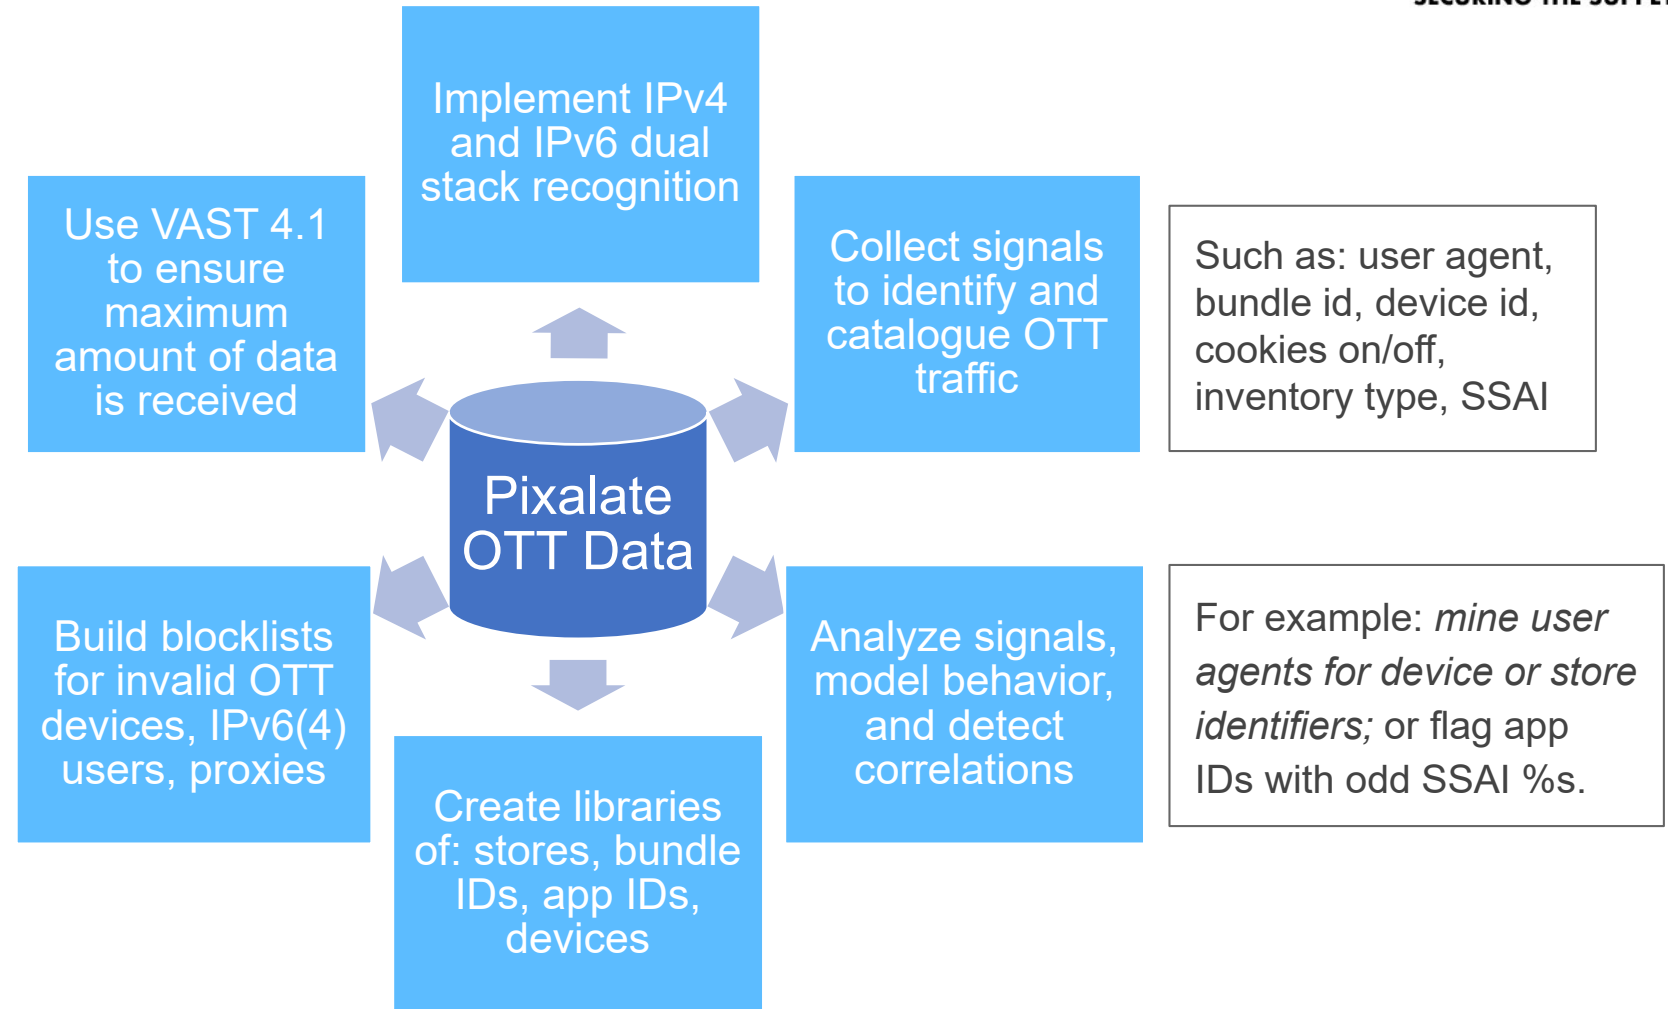 Implement IPv4
and IPv6 dual
stack recognition
Use VAST 4.1
to ensure
maximum
amount of data
is received
Collect signals
to identify and
catalogue OTT
traffic
Such as: user agent,
bundle id, device id,
cookies on/off,
inventory type, SSAI
Pixalate
OTT Data
Build blocklists
for invalid OTT
devices, IPv6(4)
users, proxies
Analyze signals,
model behavior,
and detect
correlations
For example: mine user
agents for device or store
identifiers; or flag app
IDs with odd SSAI %s.
Create libraries
of: stores, bundle
IDs, app IDs,
devices